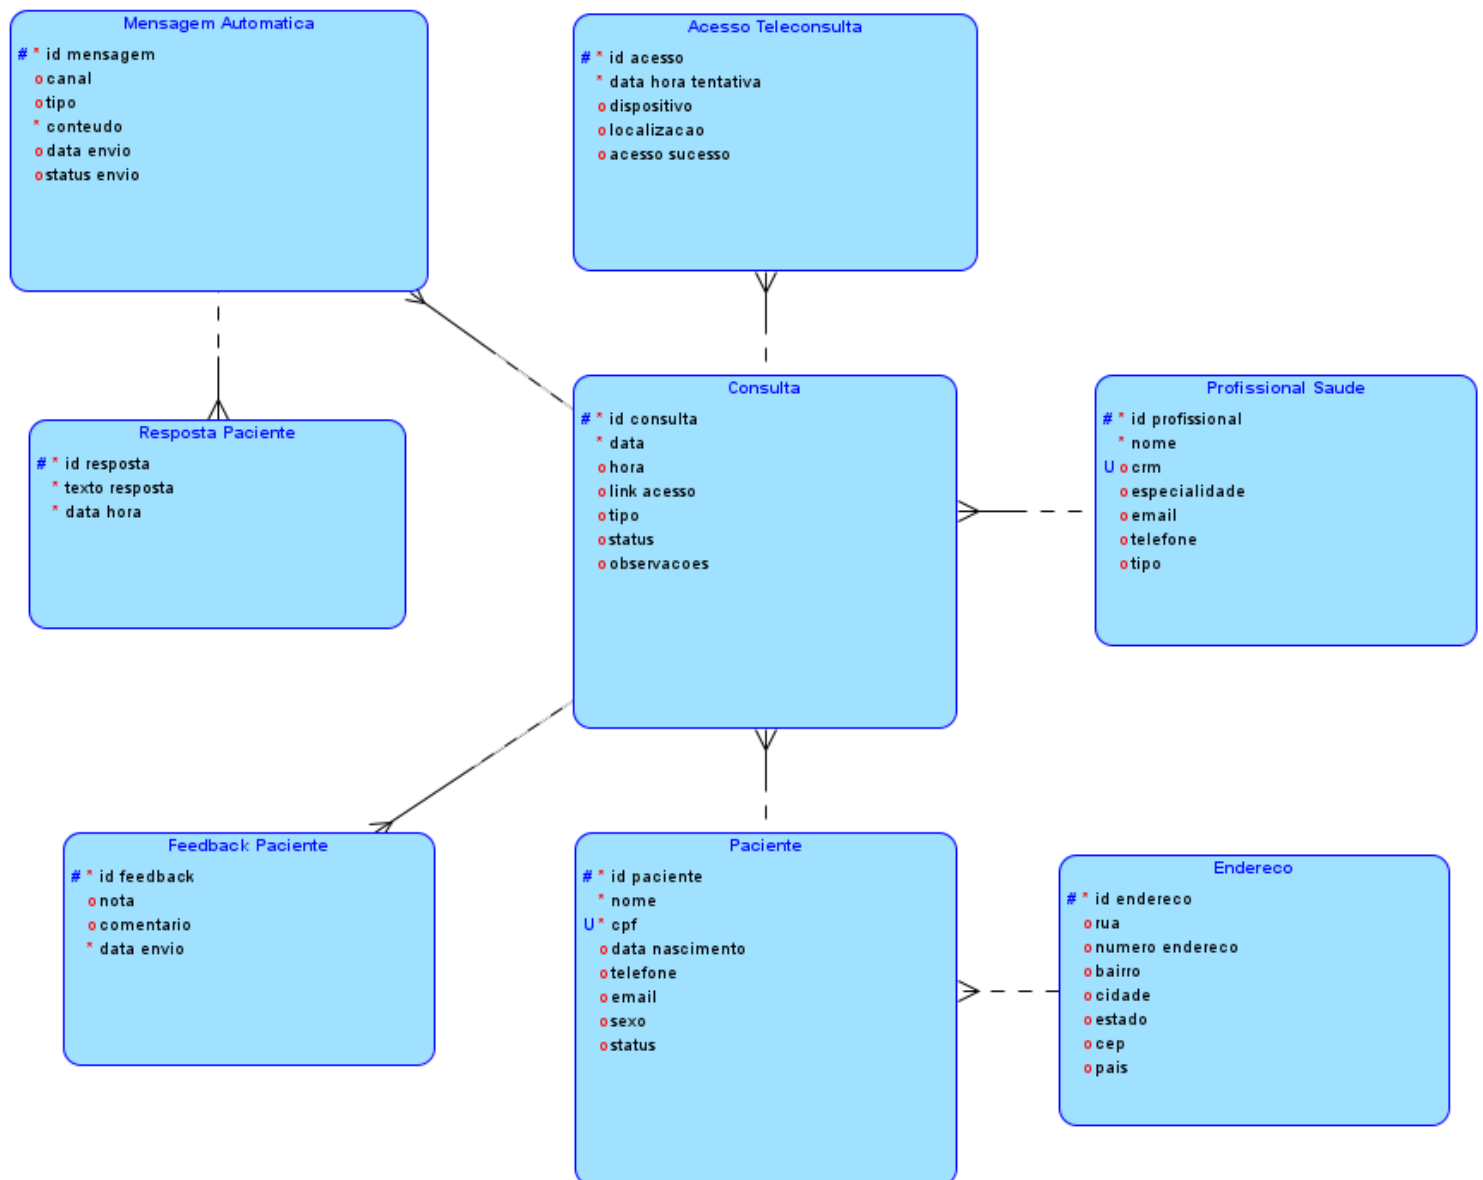 Mensagem Automatica
# * id mensagem
o canal
o tipo
* conteudo
o data envio
o status envio
Acesso Teleconsulta
# * id acesso
* data hora tentativa
o dispositivo
o localizacao
o acesso sucesso
Resposta Paciente
# * id resposta
* texto resposta
* data hora
Consulta
# * id consulta
* data
o hora
o link acesso
o tipo
o status
o observacoes
Profissional Saude
# * id profissional
* nome
U o crm
o especialidade
o email
o telefone
o tipo
Feedback Paciente
# * id feedback
o nota
o comentario
* data envio
Paciente
# * id paciente
* nome
U * cpf
o data nascimento
o telefone
o email
o sexo
o status
Endereco
# * id endereco
o rua
o numero endereco
o bairro
o cidade
o estado
o cep
o pais